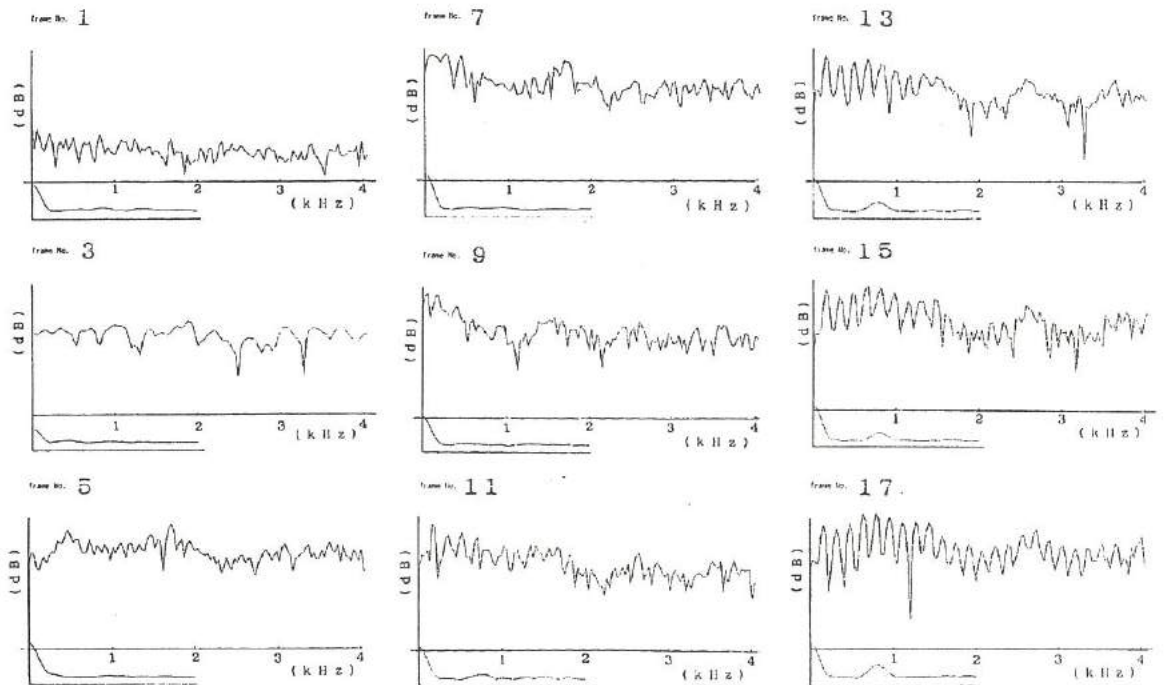 frame No. 1
(dB)
1 2 3 4
(kHz)
frame No. 3
(dB)
1 2 3 4
(kHz)
frame No. 5
(dB)
1 2 3 4
(kHz)
frame No. 7
(dB)
1 2 3 4
(kHz)
frame No. 9
(dB)
1 2 3 4
(kHz)
frame No. 11
(dB)
1 2 3 4
(kHz)
frame No. 13
(dB)
1 2 3 4
(kHz)
frame No. 15
(dB)
1 2 3 4
(kHz)
frame No. 17
(dB)
1 2 3 4
(kHz)